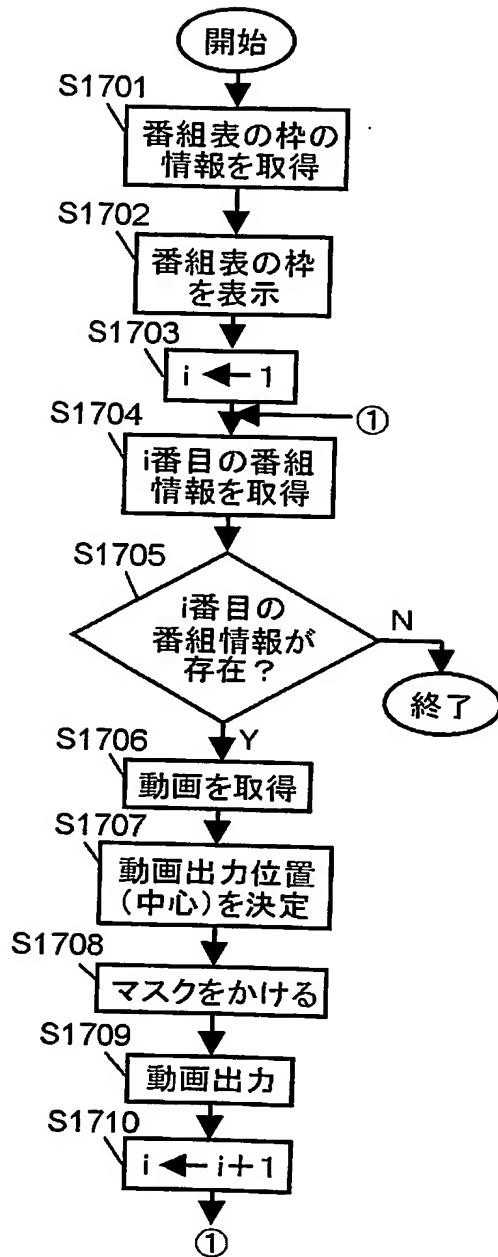 開始
S1701
番組表の枠の
情報を取得
S1702
番組表の枠
を表示
S1703
i ← 1
S1704
①
i番目の番組
情報を取得
S1705
i番目の
番組情報が
存在？
N
終了
Y
S1706
動画を取得
S1707
動画出力位置
(中心)を決定
S1708
マスクをかける
S1709
動画出力
S1710
i ← i+1
①